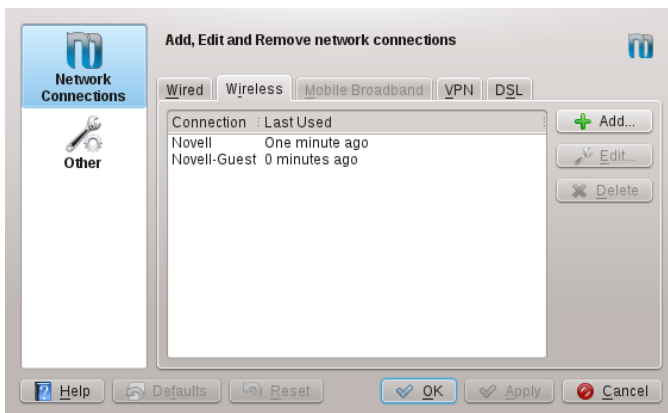 Add, Edit and Remove network connections
Network
Connections
Other
Wired Wireless Mobile Broadband VPN DSL
Connection Last Used
Novell One minute ago
Novell-Guest 0 minutes ago
Add...
Edit...
Delete
Help Defaults Reset OK Apply Cancel